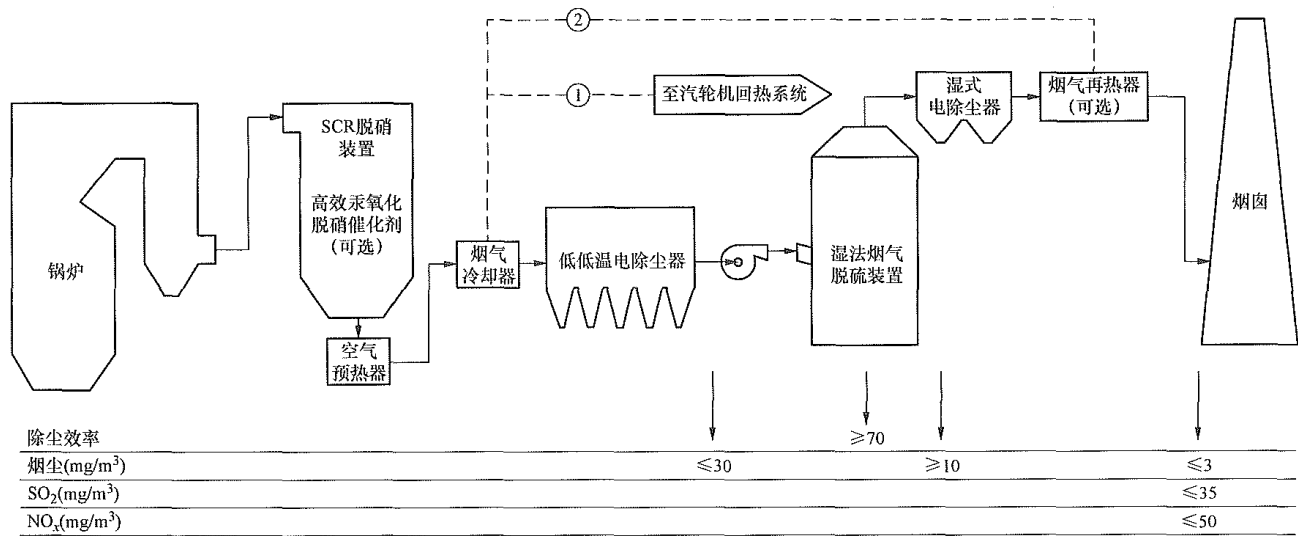 ②
①
至汽轮机回热系统
湿式
电除尘器
烟气再热器
(可选)
SCR脱硝
装置
高效汞氧化
脱硝催化剂
(可选)
锅炉
烟气
冷却器
低低温电除尘器
湿法烟气
脱硫装置
烟囱
空气
预热器
除尘效率 ≥70
烟尘(mg/m³) ≤30 ≥10 ≤3
SO₂(mg/m³) ≤35
NOₓ(mg/m³) ≤50